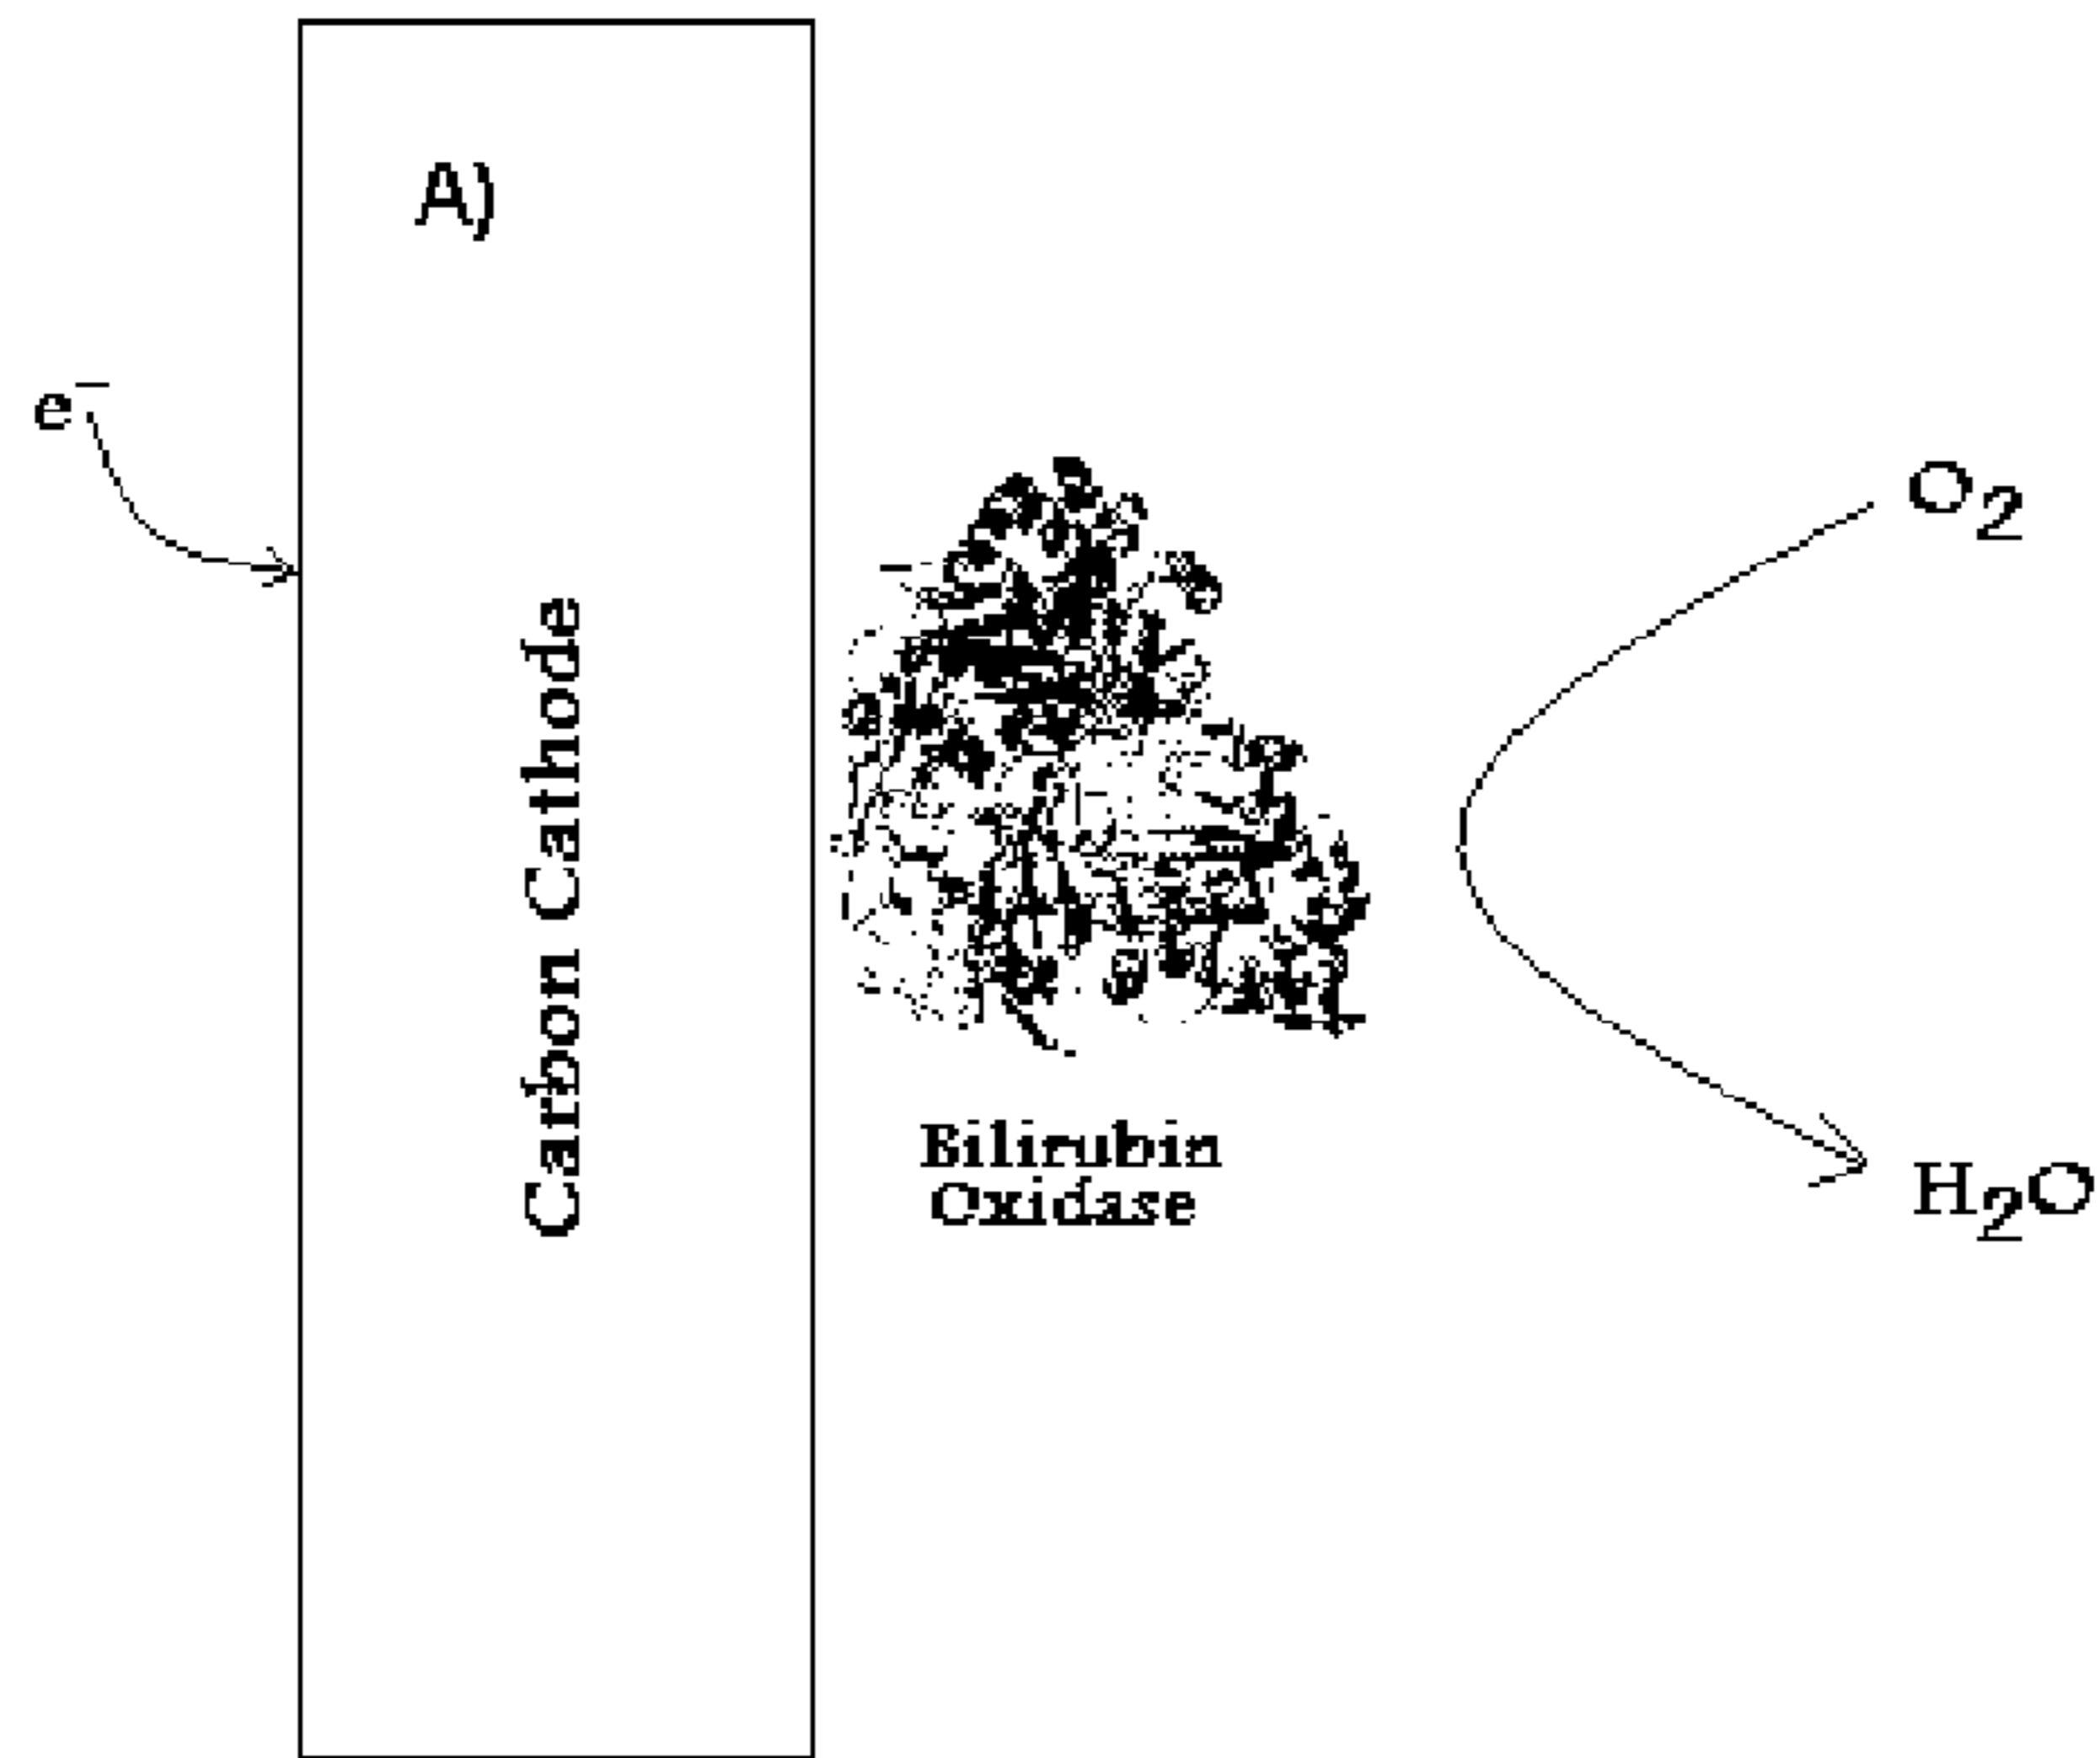 A)
e⁻
Carbon Cathode
O₂
Bilirubin
Oxidase
H₂O